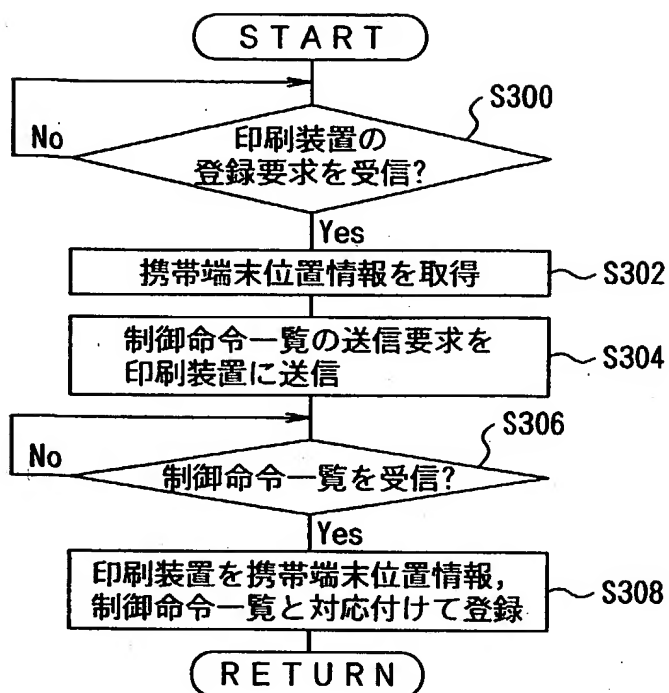 START
S300
No
印刷装置の
登録要求を受信?
Yes
携帯端末位置情報を取得
S302
制御命令一覧の送信要求を
印刷装置に送信
S304
S306
No
制御命令一覧を受信?
Yes
印刷装置を携帯端末位置情報,
制御命令一覧と対応付けて登録
S308
RETURN